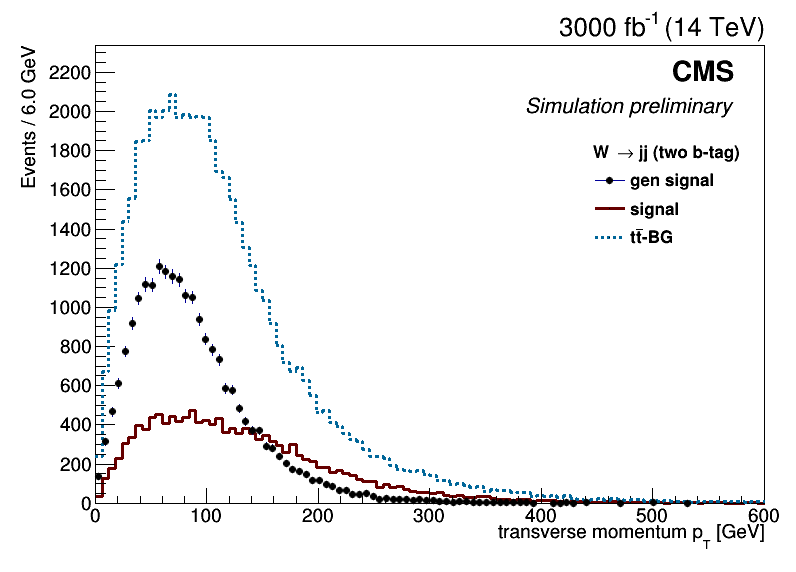 3000 fb⁻¹ (14 TeV)
CMS
Simulation preliminary
W → jj (two b-tag)
gen signal
signal
tt̄-BG
Events / 6.0 GeV
2200
2000
1800
1600
1400
1200
1000
800
600
400
200
0
0 100 200 300 400 500 600
transverse momentum p_T [GeV]